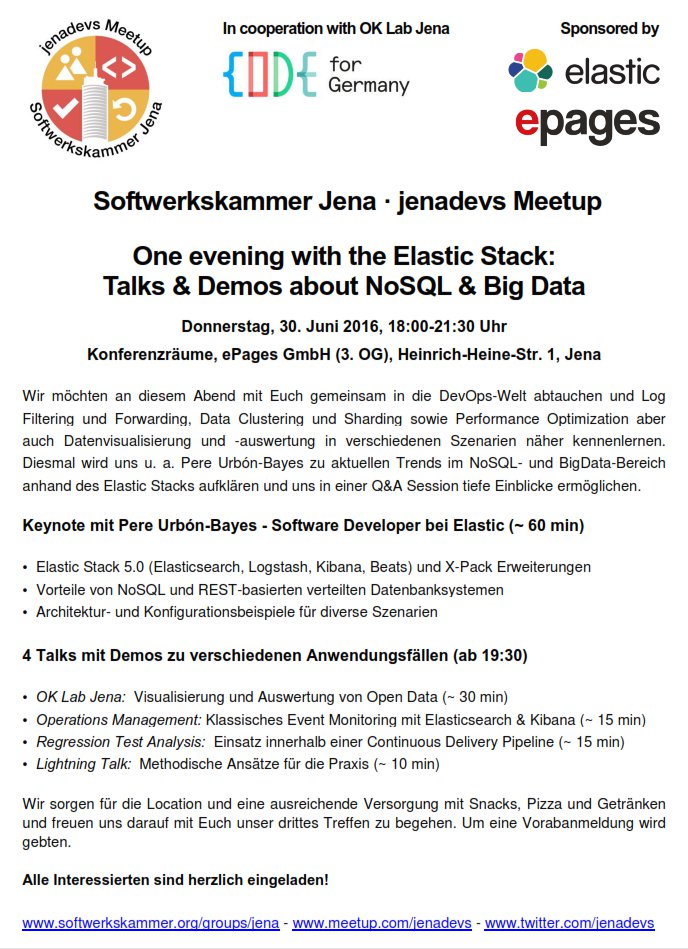 jenadevs Meetup
Softwerkskammer Jena
In cooperation with OK Lab Jena
CODE for
Germany
Sponsored by
elastic
epages
Softwerkskammer Jena · jenadevs Meetup
One evening with the Elastic Stack:
Talks & Demos about NoSQL & Big Data
Donnerstag, 30. Juni 2016, 18:00-21:30 Uhr
Konferenzräume, ePages GmbH (3. OG), Heinrich-Heine-Str. 1, Jena
Wir möchten an diesem Abend mit Euch gemeinsam in die DevOps-Welt abtauchen und Log
Filtering und Forwarding, Data Clustering und Sharding sowie Performance Optimization aber
auch Datenvisualisierung und -auswertung in verschiedenen Szenarien näher kennenlernen.
Diesmal wird uns u. a. Pere Urbón-Bayes zu aktuellen Trends im NoSQL- und BigData-Bereich
anhand des Elastic Stacks aufklären und uns in einer Q&A Session tiefe Einblicke ermöglichen.
Keynote mit Pere Urbón-Bayes - Software Developer bei Elastic (~ 60 min)
• Elastic Stack 5.0 (Elasticsearch, Logstash, Kibana, Beats) und X-Pack Erweiterungen
• Vorteile von NoSQL und REST-basierten verteilten Datenbanksystemen
• Architektur- und Konfigurationsbeispiele für diverse Szenarien
4 Talks mit Demos zu verschiedenen Anwendungsfällen (ab 19:30)
• OK Lab Jena: Visualisierung und Auswertung von Open Data (~ 30 min)
• Operations Management: Klassisches Event Monitoring mit Elasticsearch & Kibana (~ 15 min)
• Regression Test Analysis: Einsatz innerhalb einer Continuous Delivery Pipeline (~ 15 min)
• Lightning Talk: Methodische Ansätze für die Praxis (~ 10 min)
Wir sorgen für die Location und eine ausreichende Versorgung mit Snacks, Pizza und Getränken
und freuen uns darauf mit Euch unser drittes Treffen zu begehen. Um eine Vorabanmeldung wird
gebten.
Alle Interessierten sind herzlich eingeladen!
www.softwerkskammer.org/groups/jena - www.meetup.com/jenadevs - www.twitter.com/jenadevs